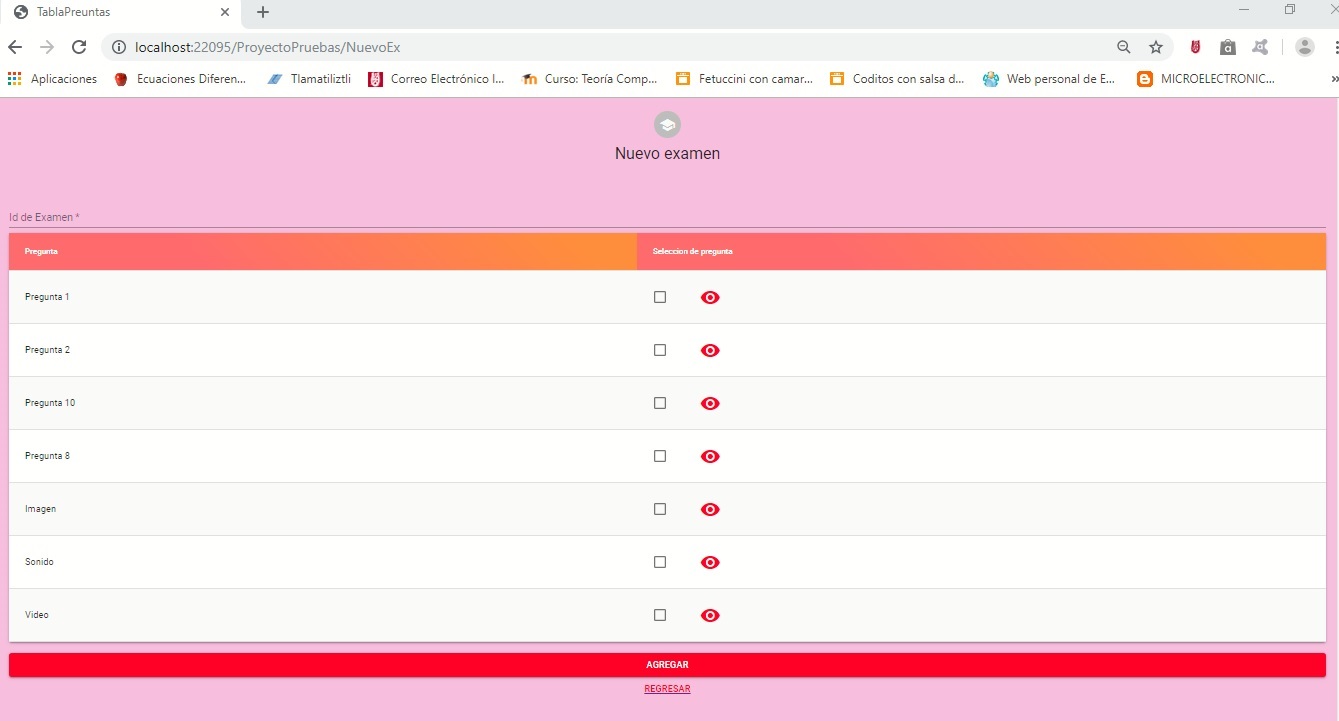 TablaPreuntas
localhost:22095/ProyectoPruebas/NuevoEx
Aplicaciones Ecuaciones Diferen... Tlamatiliztli Correo Electrónico I... Curso: Teoría Comp... Fetuccini con camar... Coditos con salsa d... Web personal de E... MICROELECTRONIC...
Nuevo examen
Id de Examen *
Pregunta Seleccion de pregunta
Pregunta 1
Pregunta 2
Pregunta 10
Pregunta 8
Imagen
Sonido
Video
AGREGAR
REGRESAR